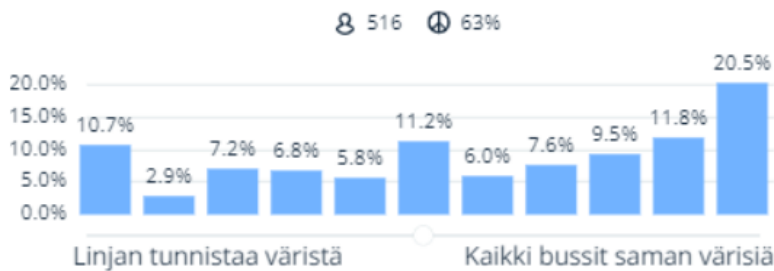 516 63%
20.5%
20.0%
15.0% 10.7% 11.2% 11.8%
10.0% 7.2% 6.8% 5.8% 6.0% 7.6% 9.5%
5.0% 2.9%
0.0%
Linjan tunnistaa väristä Kaikki bussit saman värisiä